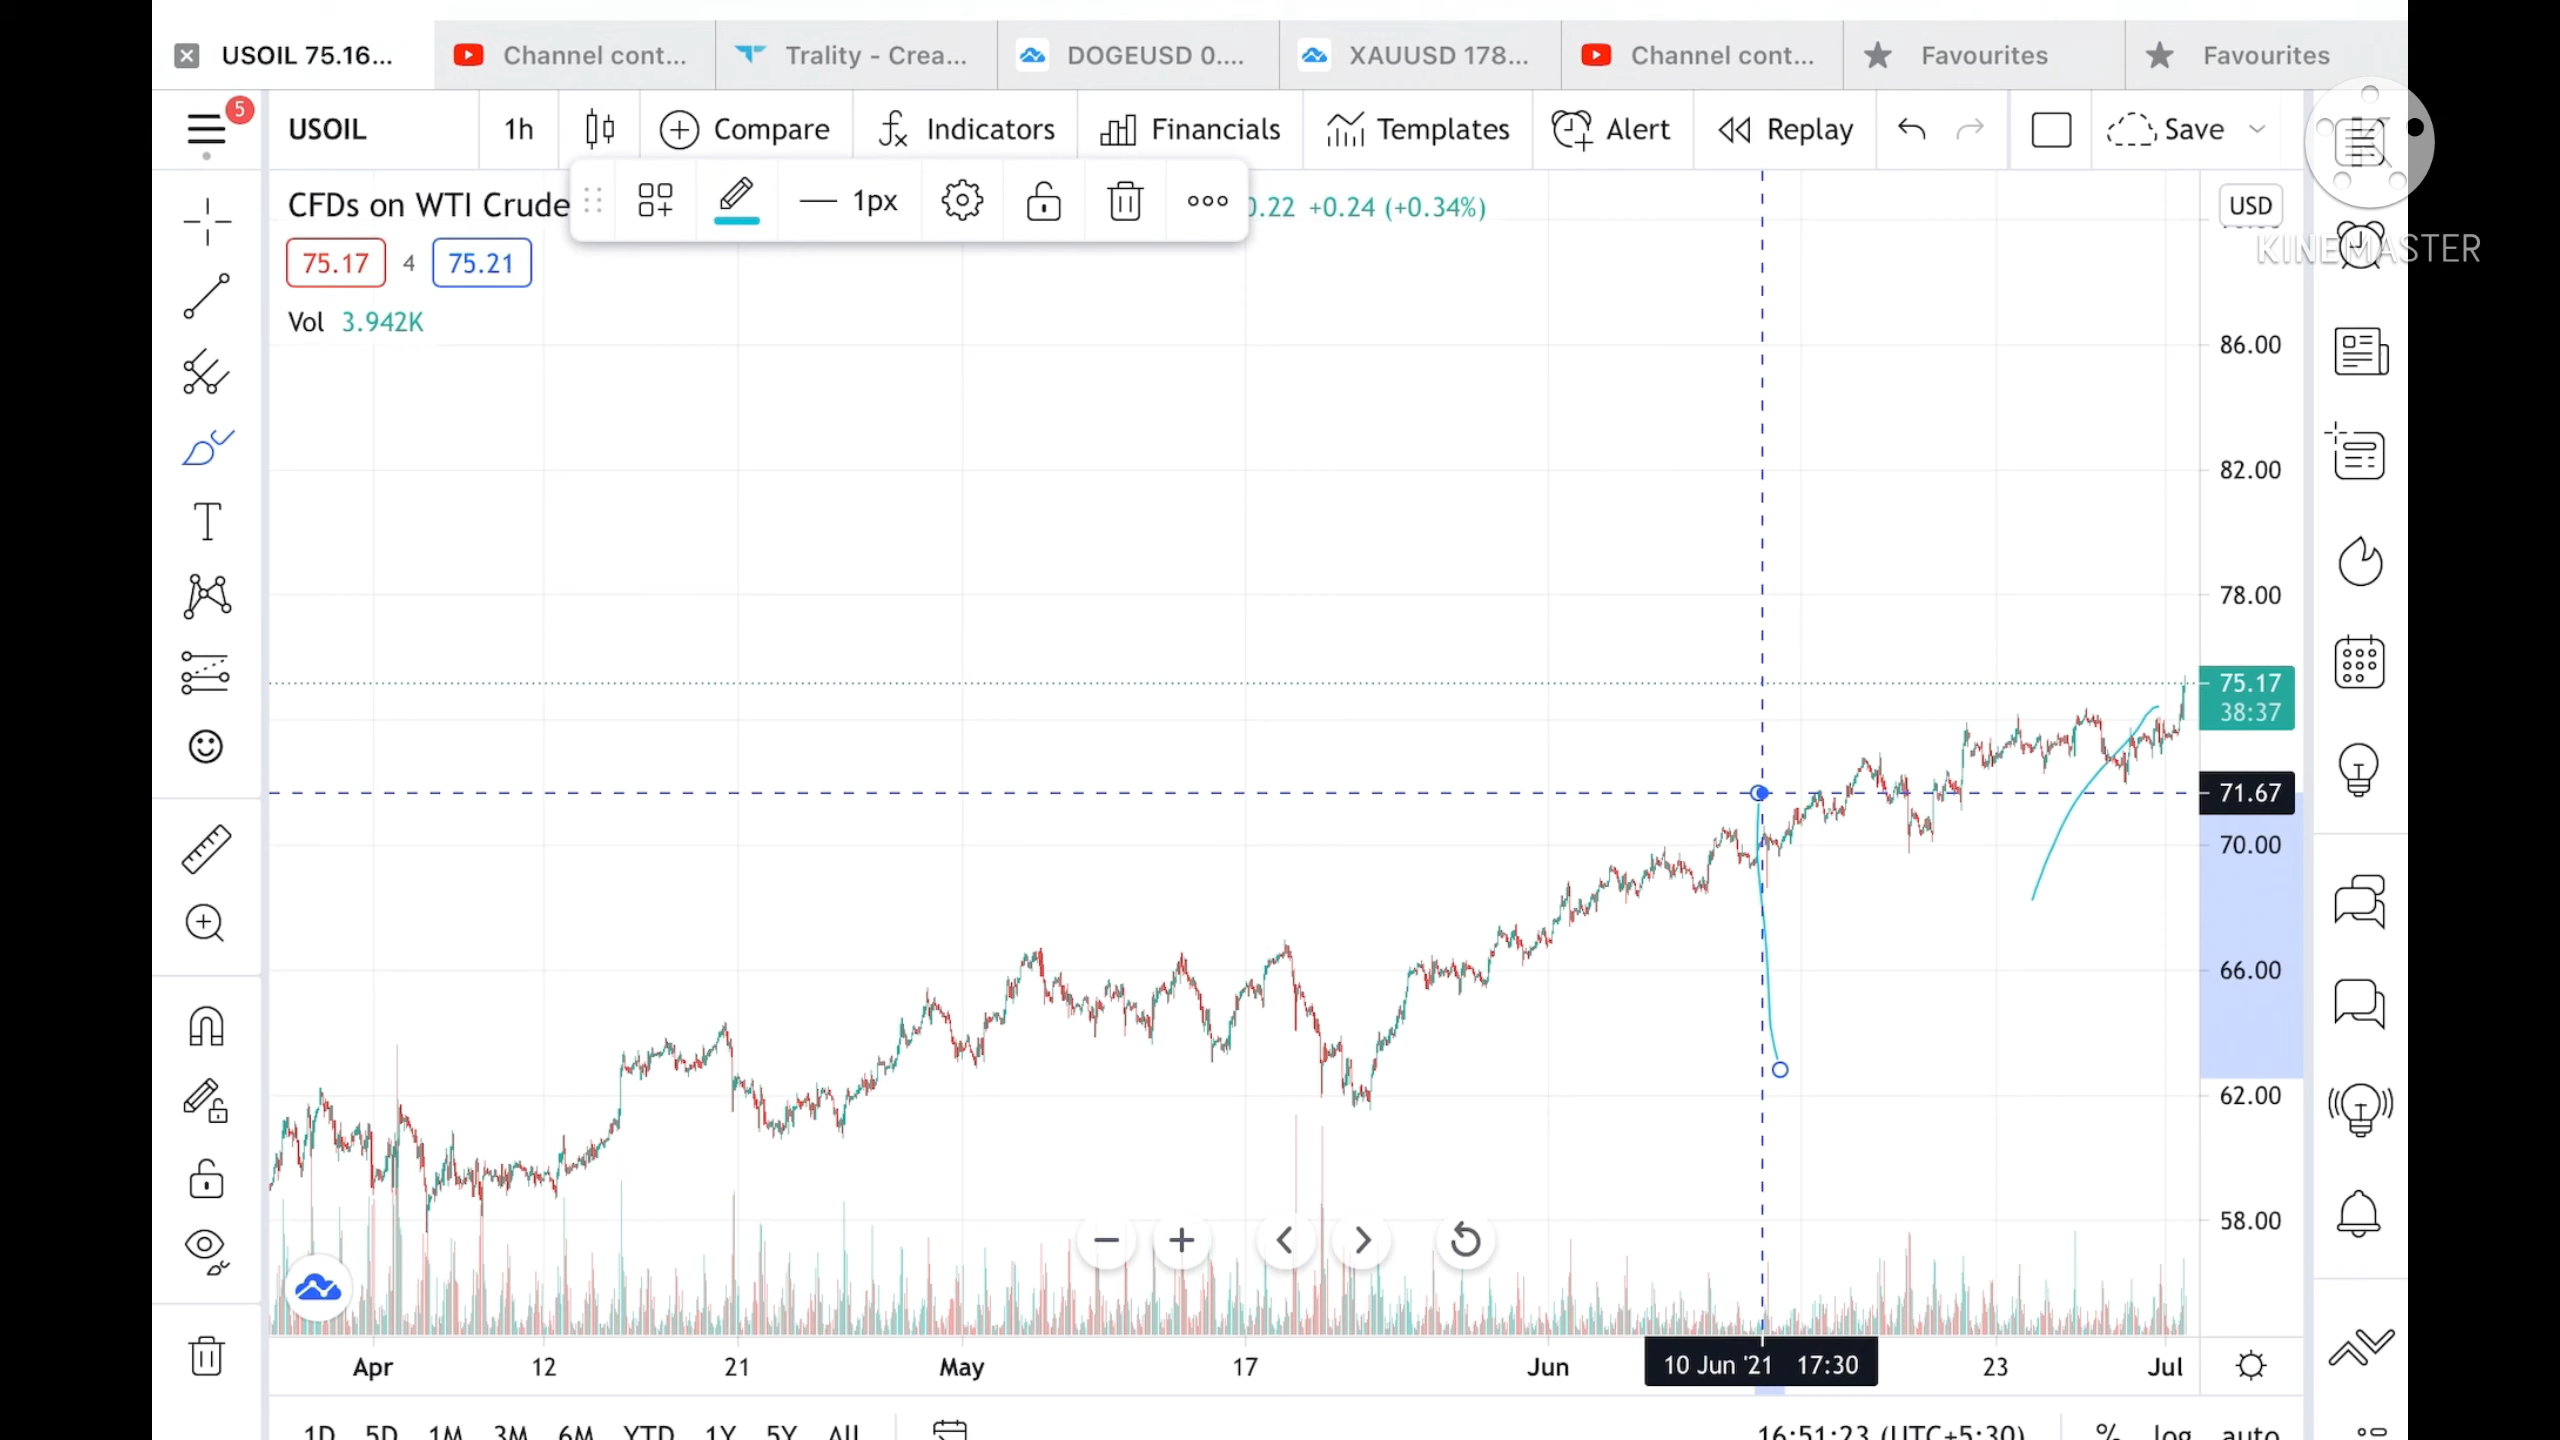 USOIL 75.16...
Channel cont...
Trality - Crea...
DOGEUSD 0....
XAUUSD 178...
Channel cont...
Favourites
Favourites
5
USOIL
1h
Compare
Indicators
Financials
Templates
Alert
Replay
Save
CFDs on WTI Crude
1px
0.22 +0.24 (+0.34%)
USD
KINEMASTER
75.17 4 75.21
Vol 3.942K
86.00
82.00
78.00
75.17
38:37
71.67
70.00
66.00
62.00
58.00
Apr 12 21 May 17 Jun 10 Jun '21 17:30 23 Jul
1D 5D 1M 3M 6M YTD 1Y 5Y All
16:51:23 (UTC+5:30) % log auto